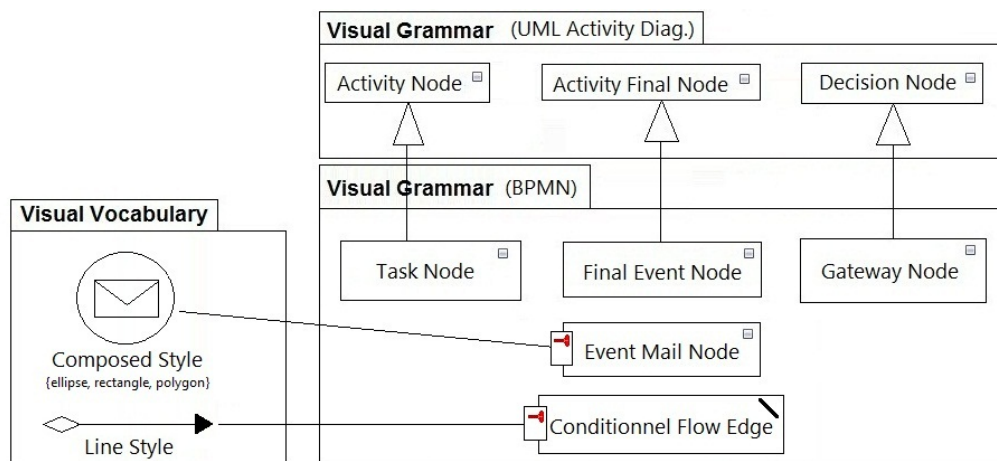 Visual Grammar (UML Activity Diag.)
Activity Node
Activity Final Node
Decision Node
Visual Grammar (BPMN)
Visual Vocabulary
Task Node
Final Event Node
Gateway Node
Composed Style
{ellipse, rectangle, polygon}
Event Mail Node
Line Style
Conditionnel Flow Edge